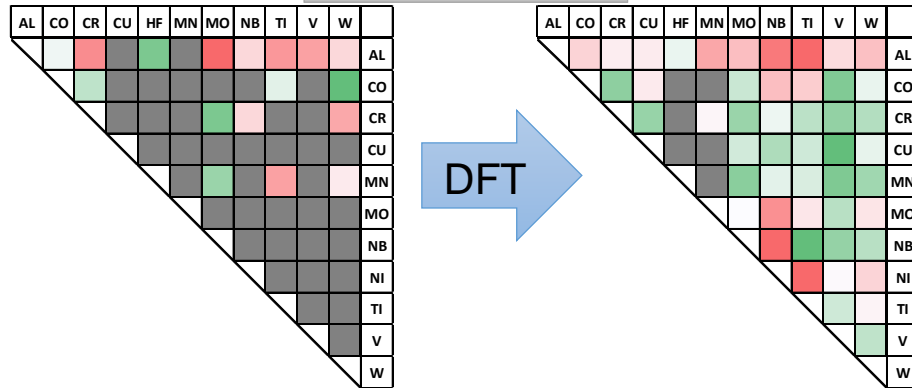 AL CO CR CU HF MN MO NB TI V W
AL
CO
CR
CU
MN
MO
NB
NI
TI
V
W
DFT
AL CO CR CU HF MN MO NB TI V W
AL
CO
CR
CU
MN
MO
NB
NI
TI
V
W